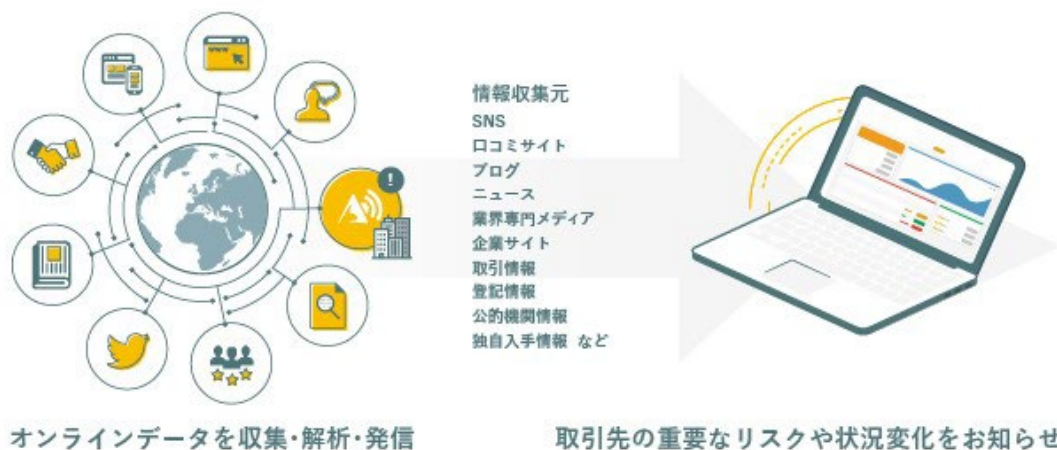 www
情報収集元
SNS
口コミサイト
ブログ
ニュース
業界専門メディア
企業サイト
取引情報
登記情報
公的機関情報
独自入手情報 など
オンラインデータを収集・解析・発信
取引先の重要なリスクや状況変化をお知らせ